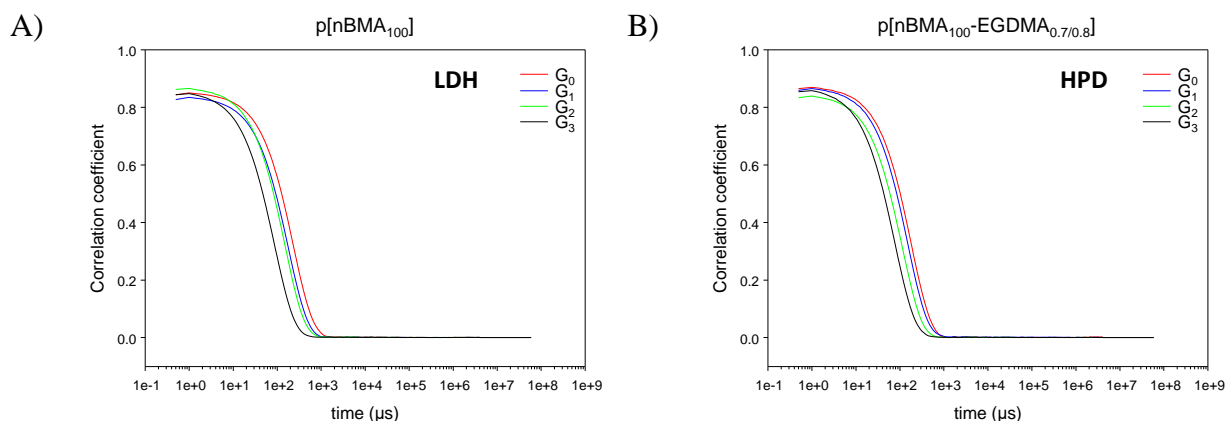 A)
p[nBMA₁₀₀]
LDH
G₀
G₁
G₂
G₃
Correlation coefficient
1.0
0.8
0.6
0.4
0.2
0.0
1e-1 1e+0 1e+1 1e+2 1e+3 1e+4 1e+5 1e+6 1e+7 1e+8 1e+9
time (µs)
B)
p[nBMA₁₀₀-EGDMA₀.₇/₀.₈]
HPD
G₀
G₁
G₂
G₃
Correlation coefficient
1.0
0.8
0.6
0.4
0.2
0.0
1e-1 1e+0 1e+1 1e+2 1e+3 1e+4 1e+5 1e+6 1e+7 1e+8 1e+9
time (µs)